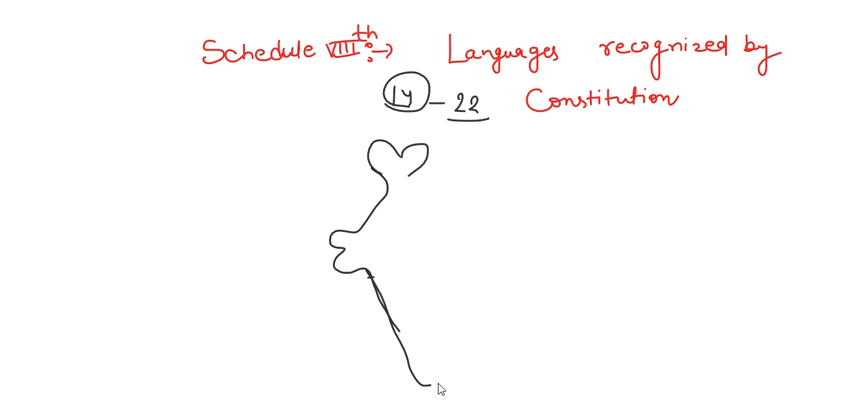 Schedule VIIIth :→ Languages recognized by
14 - 22 Constitution